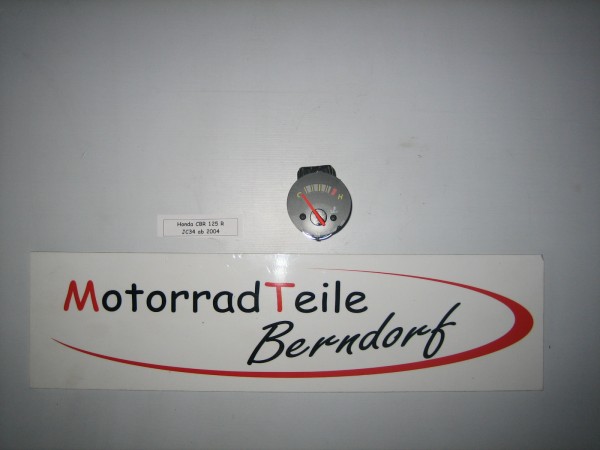 C H
Honda CBR 125 R
JC34 ab 2004
MotorradTeile
Berndorf